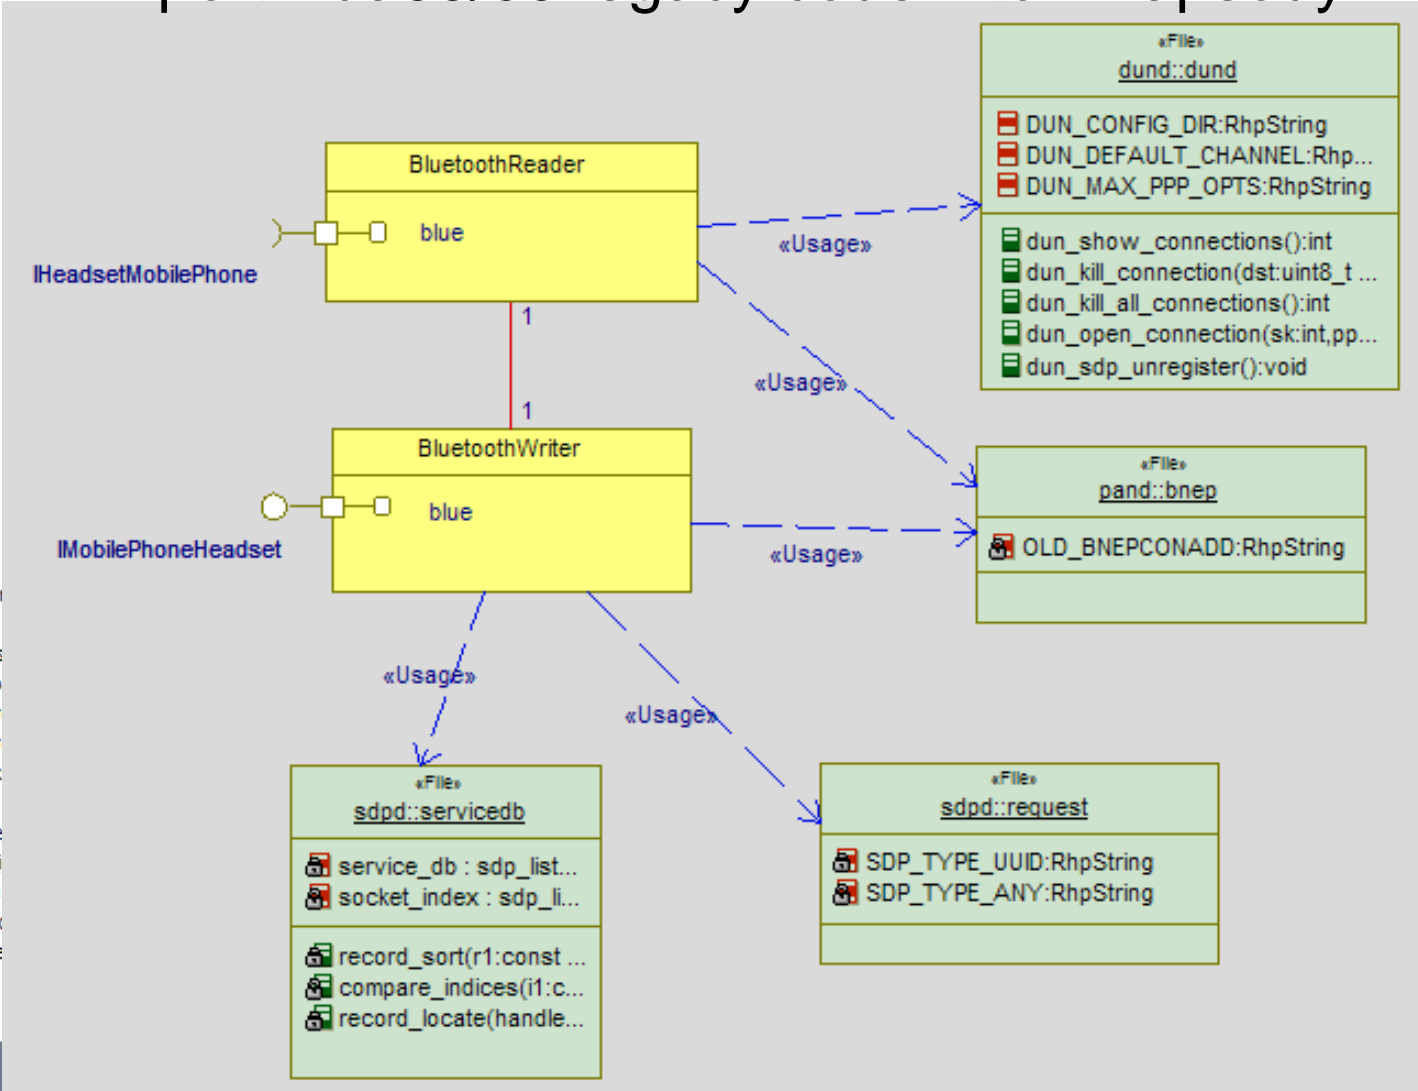 «File»
dund::dund
DUN_CONFIG_DIR:RhpString
DUN_DEFAULT_CHANNEL:Rhp...
DUN_MAX_PPP_OPTS:RhpString
dun_show_connections():int
dun_kill_connection(dst:uint8_t ...
dun_kill_all_connections():int
dun_open_connection(sk:int,pp...
dun_sdp_unregister():void
BluetoothReader
blue
IHeadsetMobilePhone
«Usage»
1
«Usage»
1
BluetoothWriter
blue
IMobilePhoneHeadset
«Usage»
«File»
pand::bnep
OLD_BNEPCONADD:RhpString
«Usage»
«Usage»
«File»
sdpd::servicedb
service_db : sdp_list...
socket_index : sdp_li...
record_sort(r1:const ...
compare_indices(i1:c...
record_locate(handle...
«File»
sdpd::request
SDP_TYPE_UUID:RhpString
SDP_TYPE_ANY:RhpString